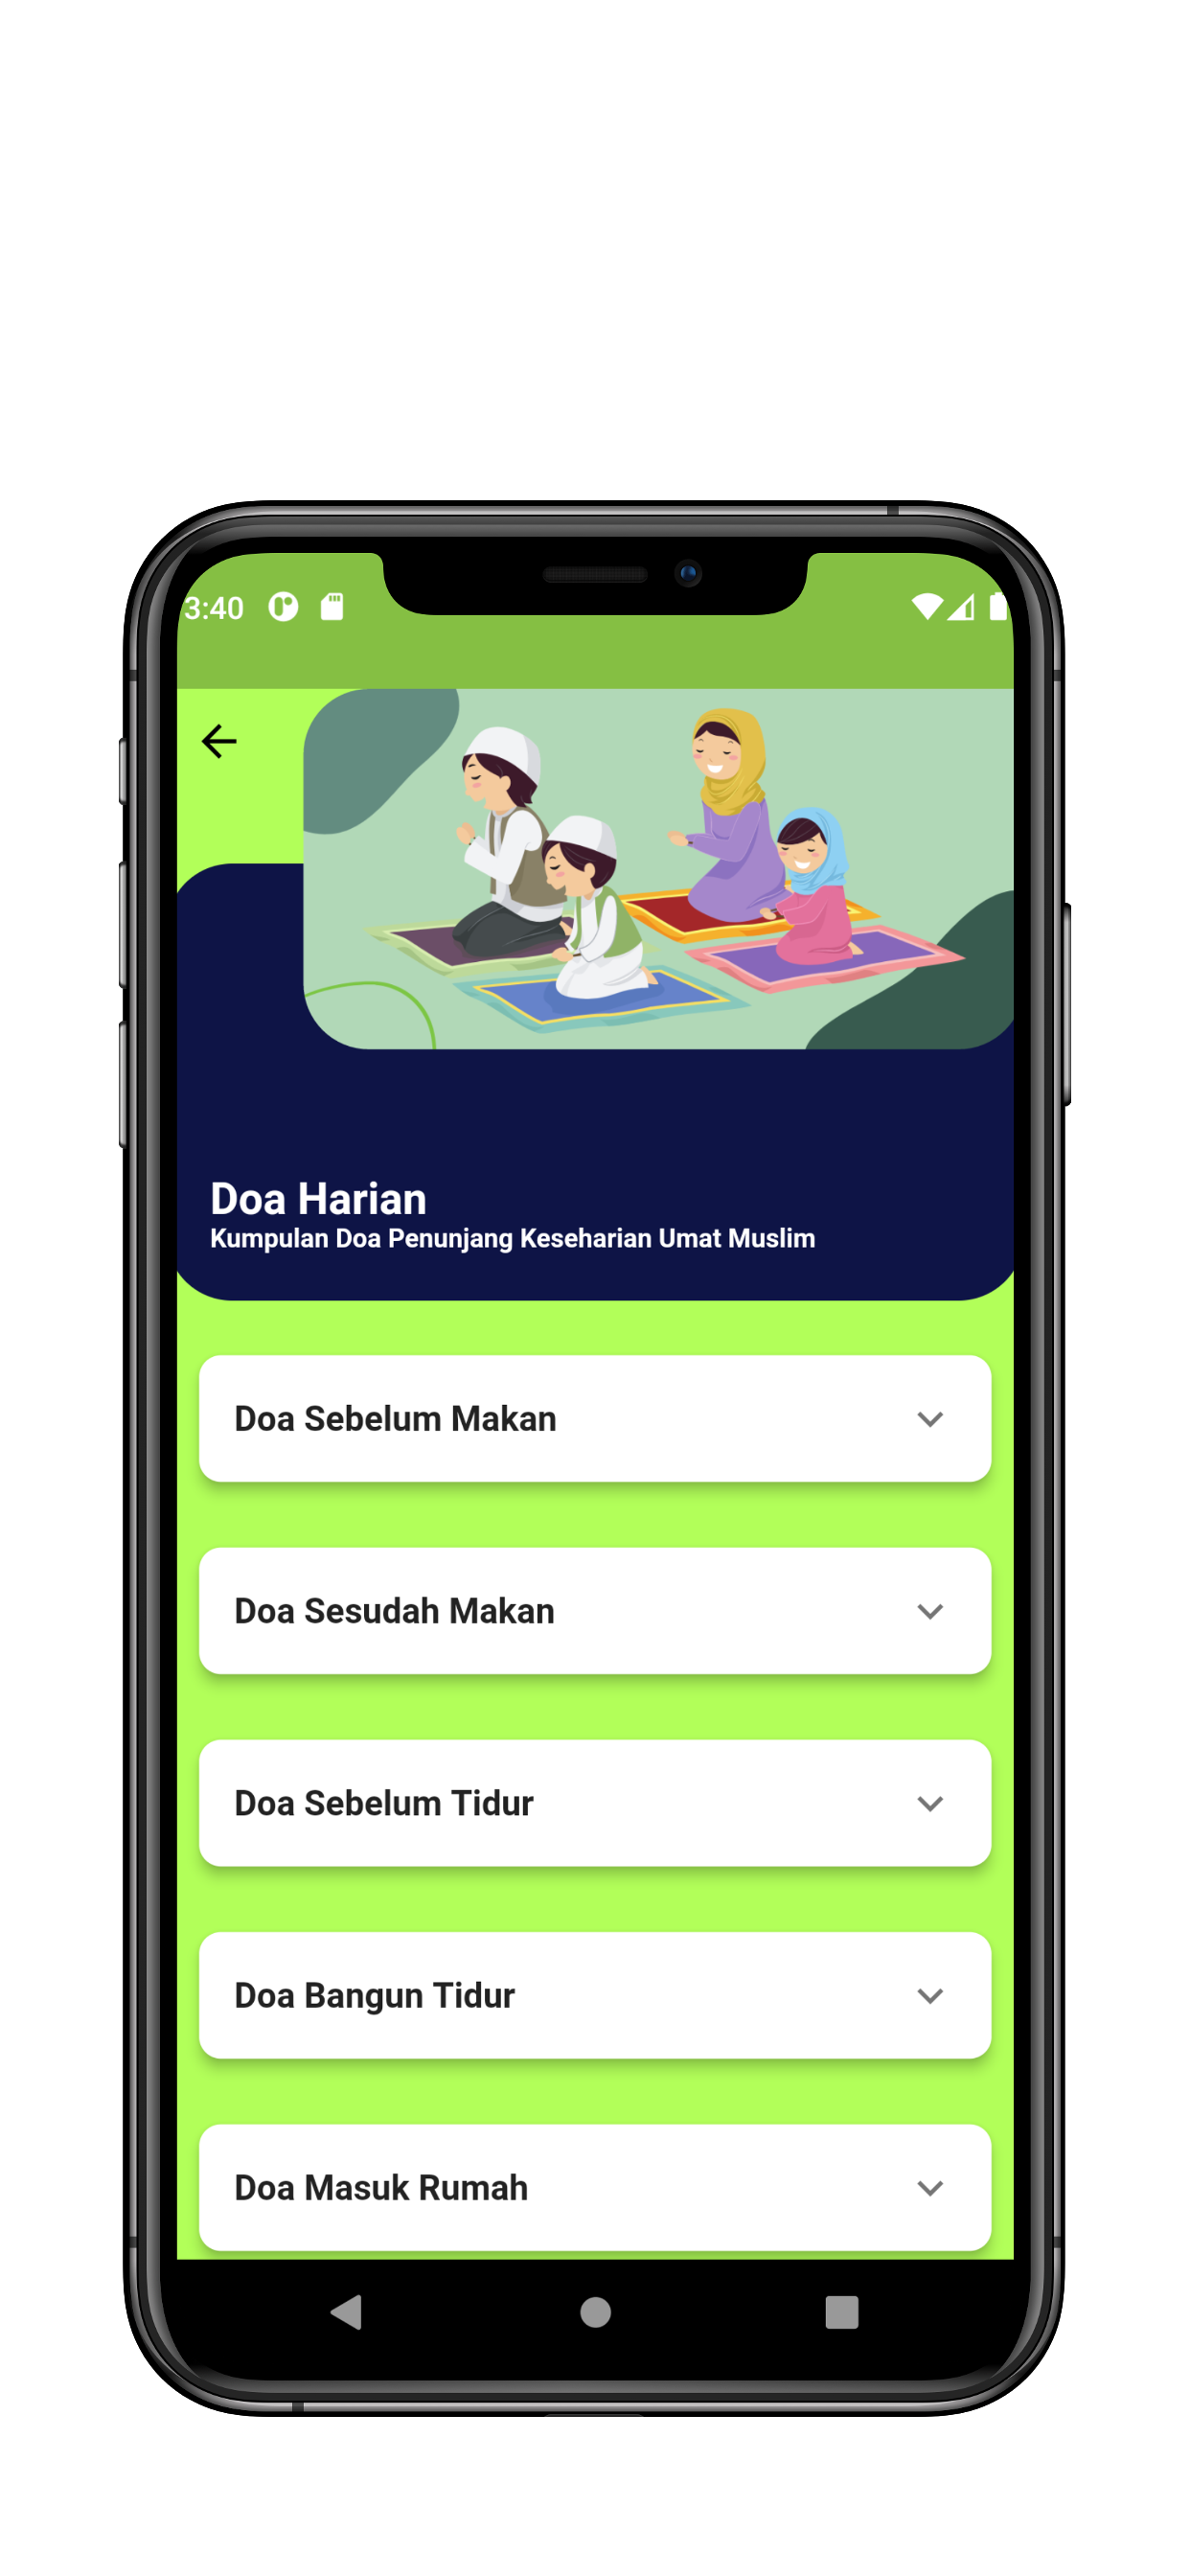 3:40
Doa Harian
Kumpulan Doa Penunjang Keseharian Umat Muslim
Doa Sebelum Makan
Doa Sesudah Makan
Doa Sebelum Tidur
Doa Bangun Tidur
Doa Masuk Rumah